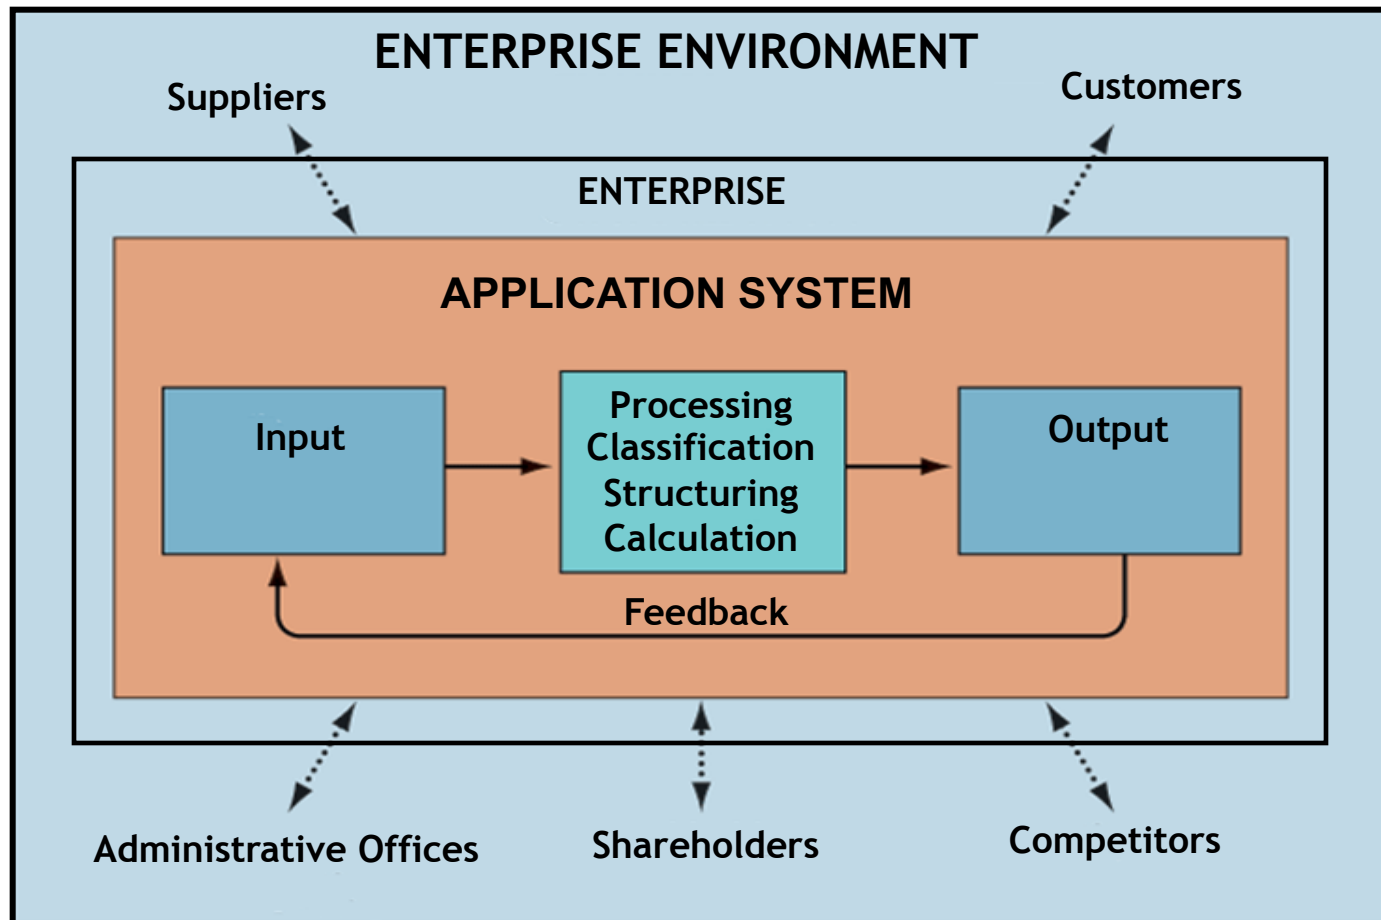 ENTERPRISE ENVIRONMENT
Suppliers
Customers
ENTERPRISE
APPLICATION SYSTEM
Input
Processing
Classification
Structuring
Calculation
Output
Feedback
Administrative Offices
Shareholders
Competitors